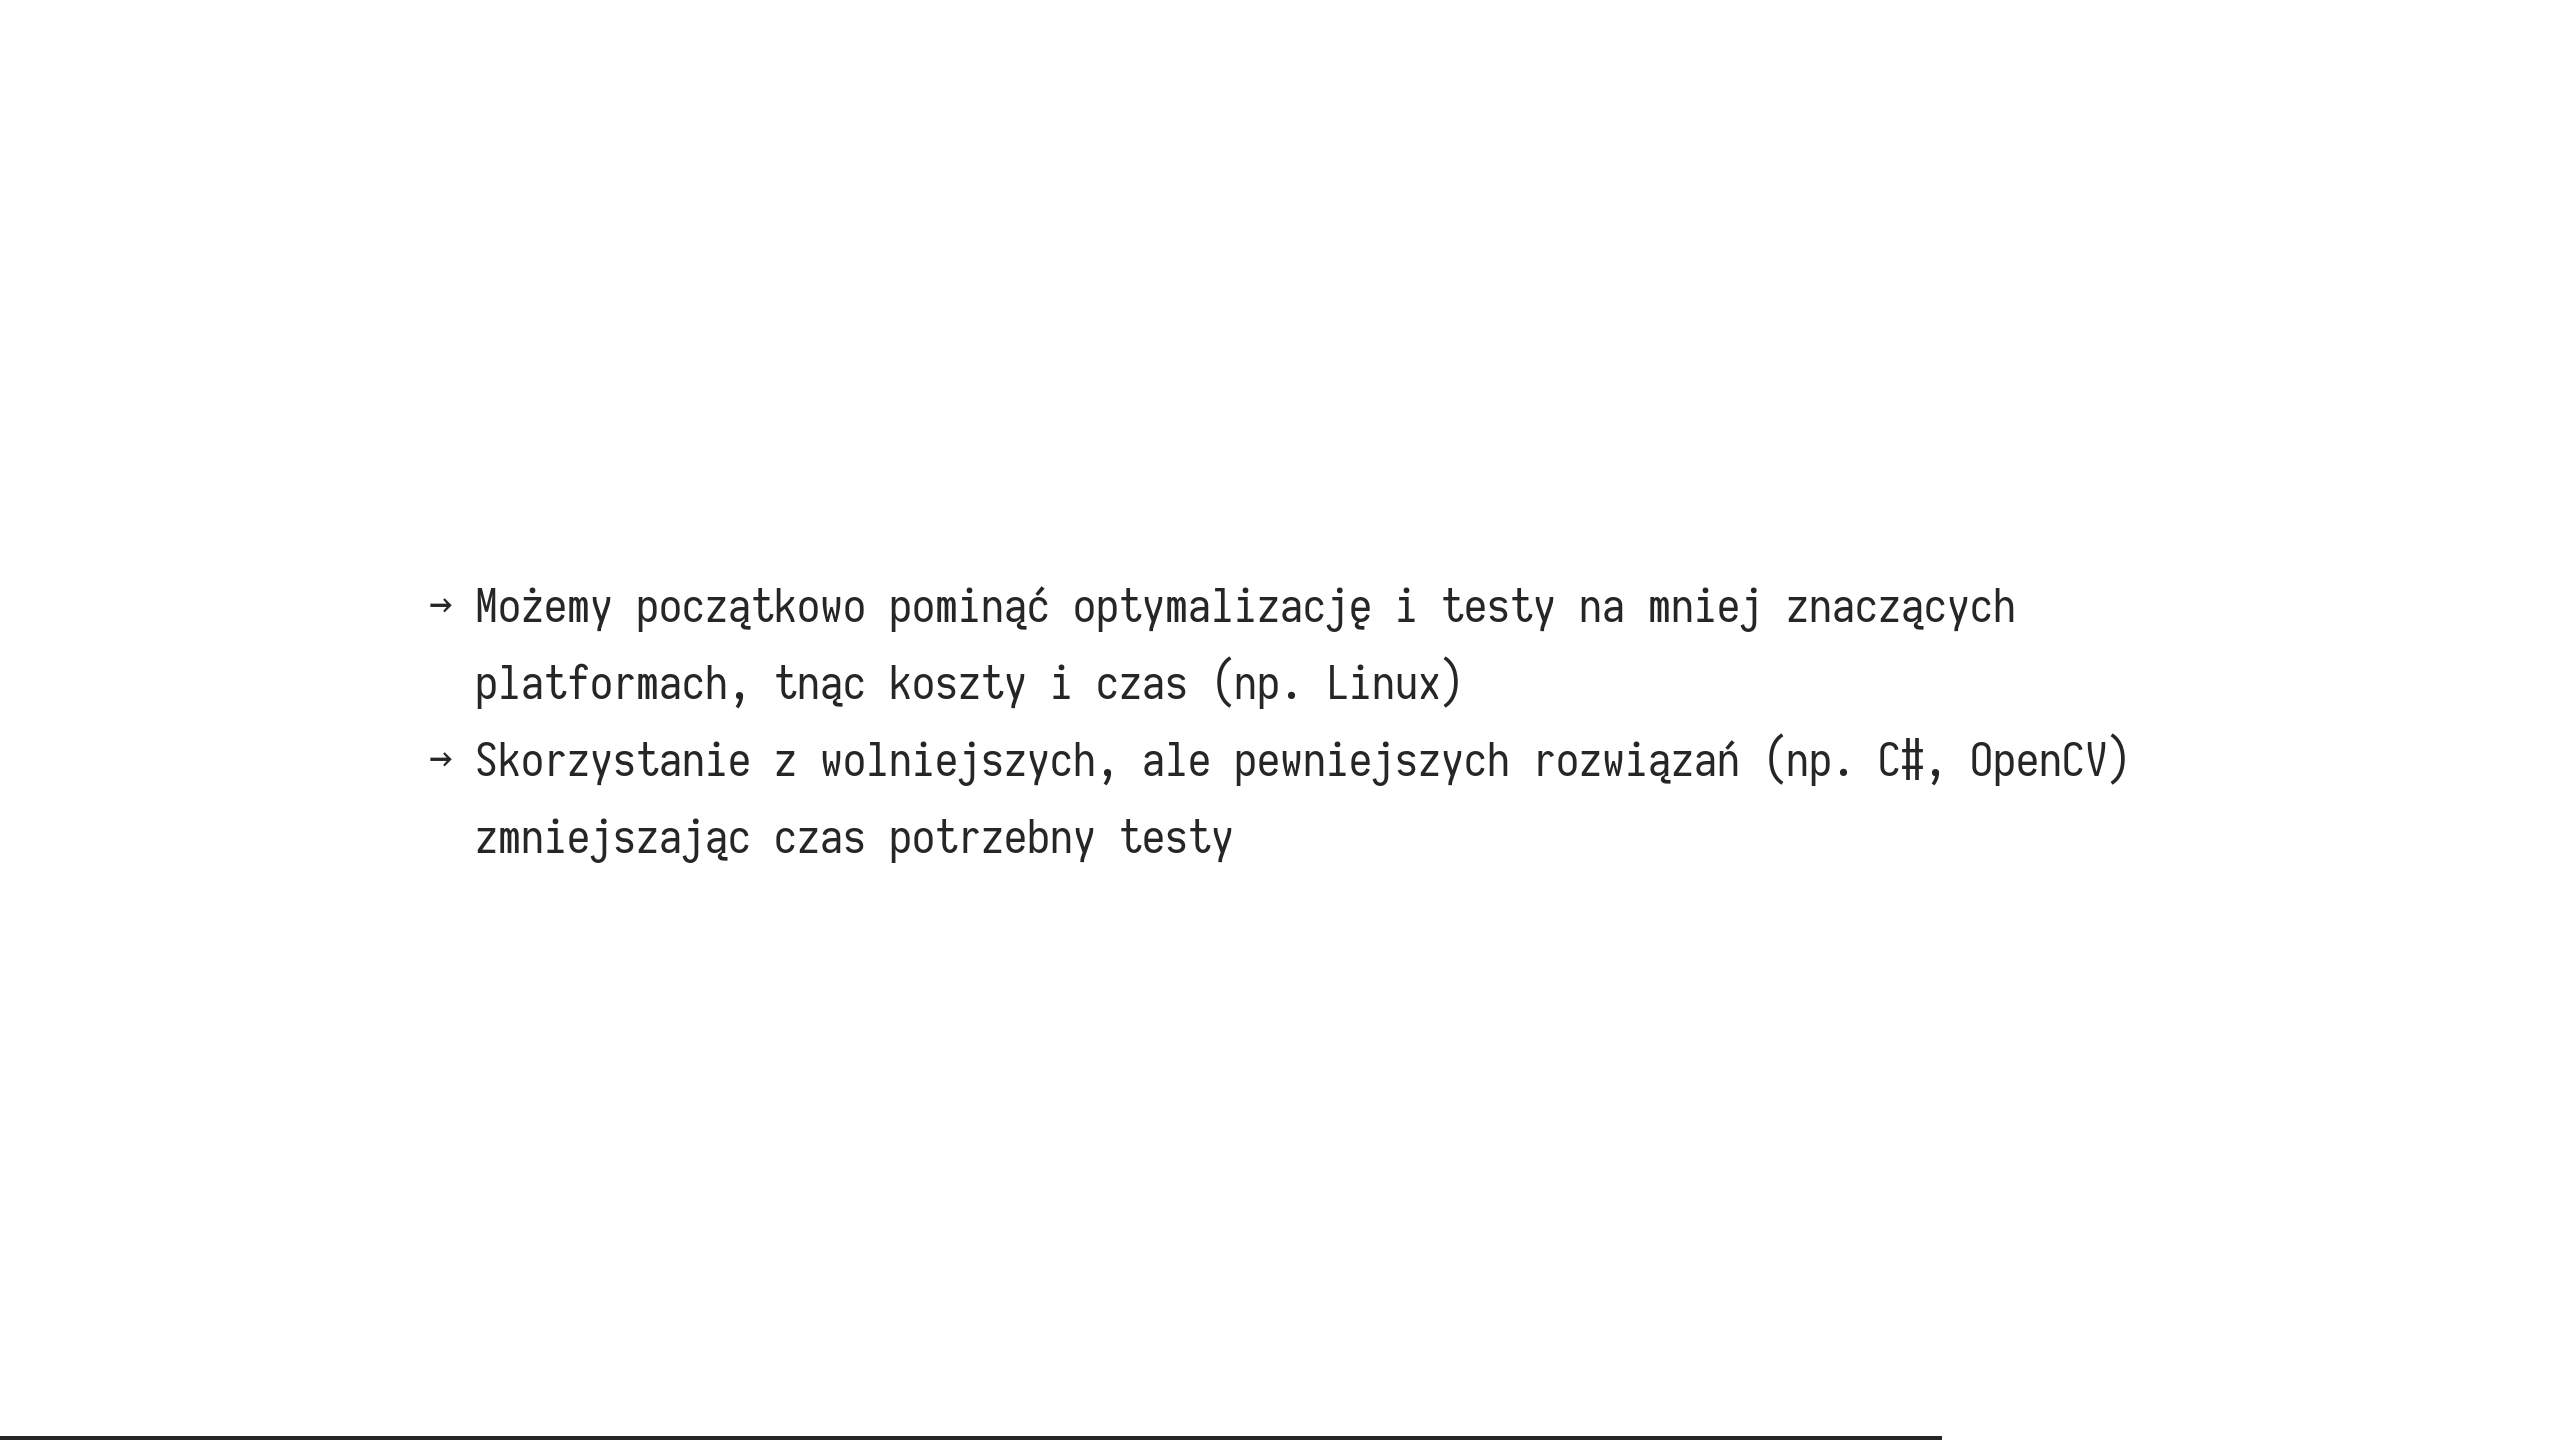 → Możemy początkowo pominąć optymalizację i testy na mniej znaczących
platformach, tnąc koszty i czas (np. Linux)
→ Skorzystanie z wolniejszych, ale pewniejszych rozwiązań (np. C#, OpenCV)
zmniejszając czas potrzebny testy